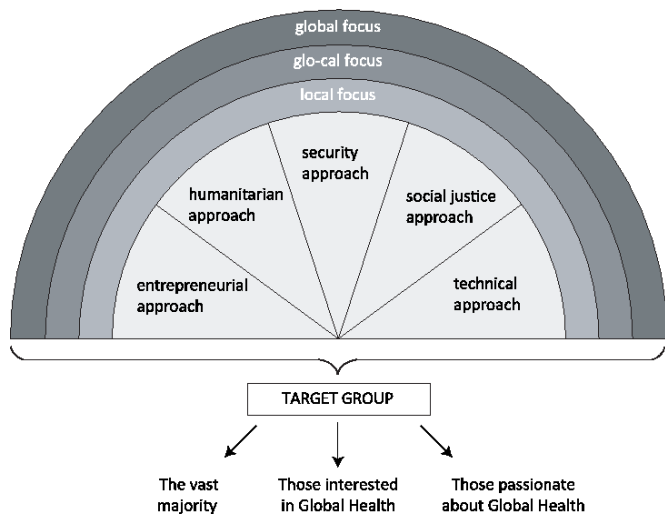 global focus
glo-cal focus
local focus
security
approach
humanitarian
approach
social justice
approach
entrepreneurial
approach
technical
approach
TARGET GROUP
The vast
majority
Those interested
in Global Health
Those passionate
about Global Health